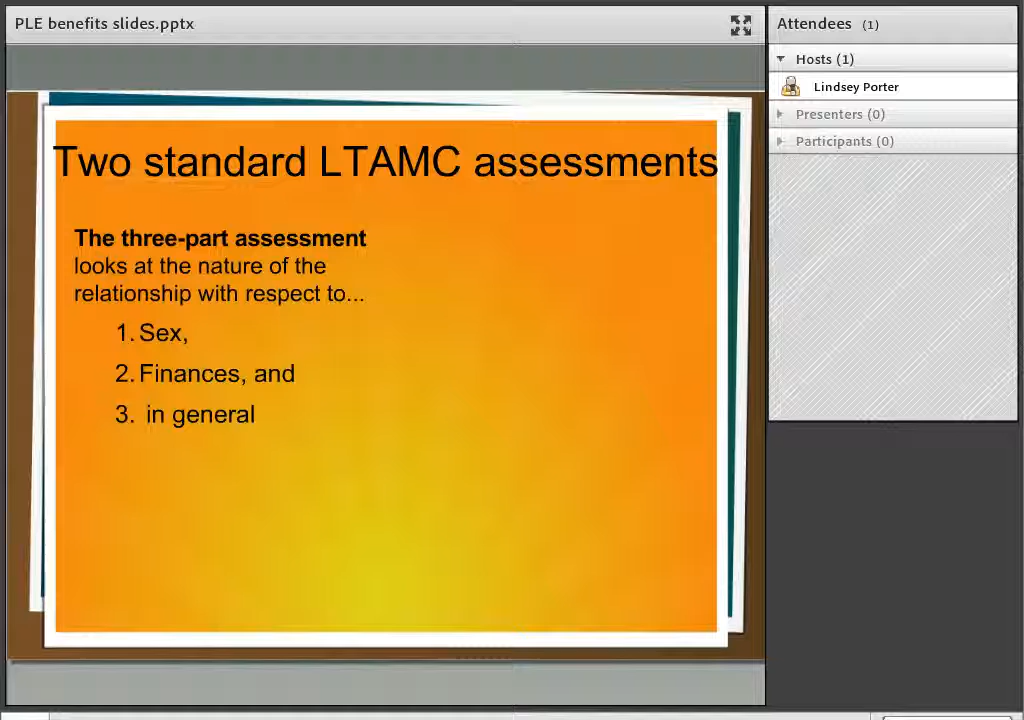 PLE benefits slides.pptx
Attendees (1)
Hosts (1)
Lindsey Porter
Presenters (0)
Participants (0)
Two standard LTAMC assessments
The three-part assessment
looks at the nature of the
relationship with respect to...
1. Sex,
2. Finances, and
3. in general